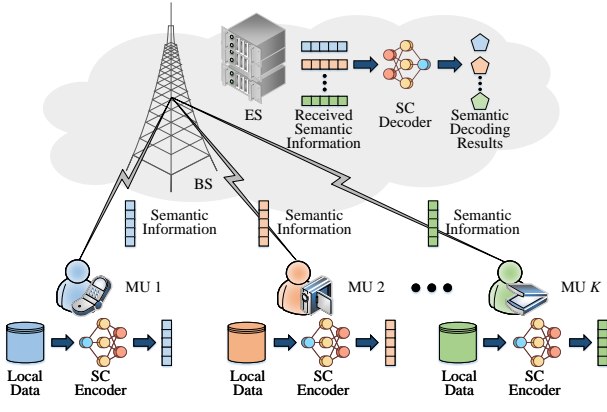 ES
Received
Semantic
Information
SC
Decoder
Semantic
Decoding
Results
BS
Semantic
Information
Semantic
Information
Semantic
Information
MU 1
MU 2
MU K
Local
Data
SC
Encoder
Local
Data
SC
Encoder
Local
Data
SC
Encoder